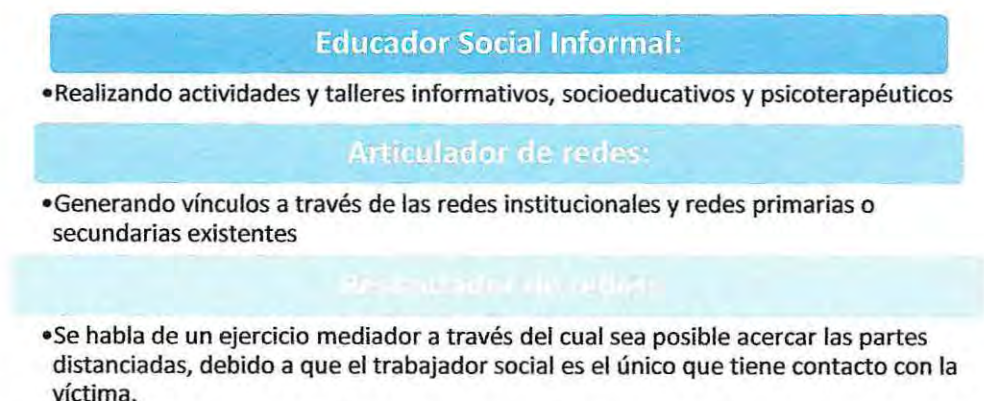 Educador Social Informal:
•Realizando actividades y talleres informativos, socioeducativos y psicoterapéuticos
Articulador de redes:
•Generando vínculos a través de las redes institucionales y redes primarias o
secundarias existentes
de redes:
•Se habla de un ejercicio mediador a través del cual sea posible acercar las partes
distanciadas, debido a que el trabajador social es el único que tiene contacto con la
víctima.